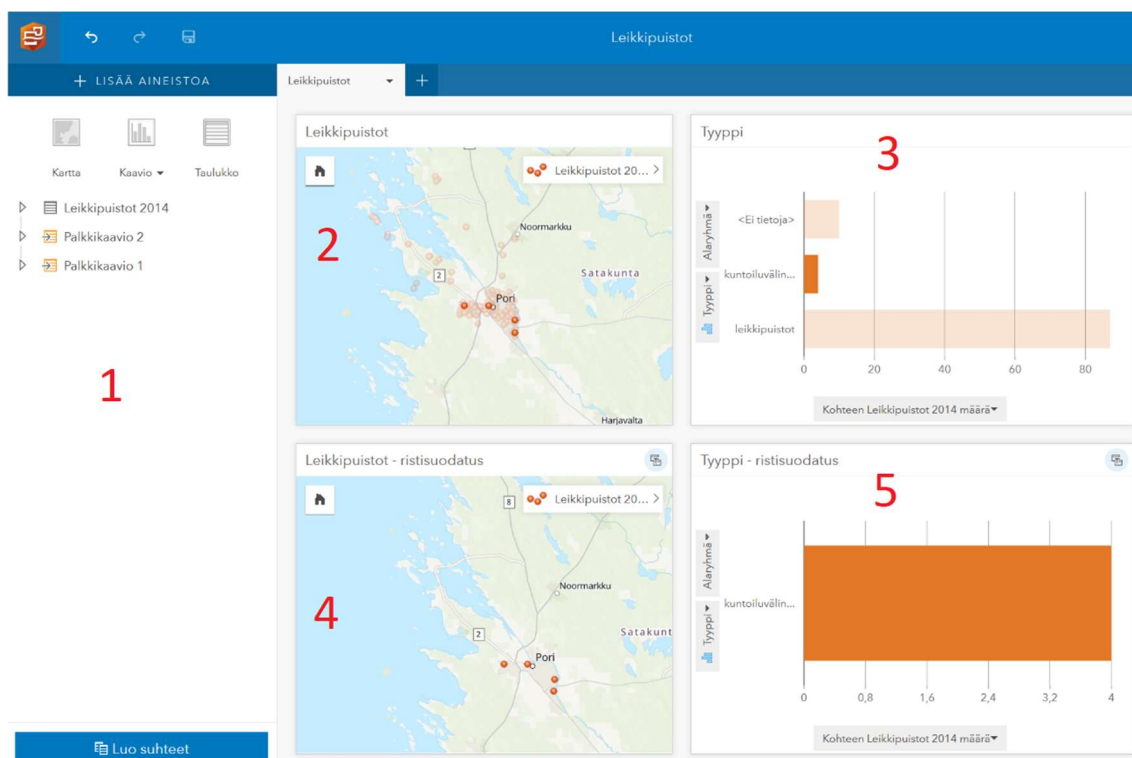 Leikkipuistot
+ LISÄÄ AINEISTOA
Leikkipuistot
+
Kartta
Kaavio
Taulukko
Leikkipuistot 2014
Palkkikaavio 2
Palkkikaavio 1
1
Luo suhteet
Leikkipuistot
Leikkipuistot 20...
Noormarkku
2
2
Satakunta
Pori
Harjavalta
Tyyppi
3
Alaryhmä
Tyyppi
<Ei tietoja>
kuntoiluvälin...
leikkipuistot
0 20 40 60 80
Kohteen Leikkipuistot 2014 määrä
Leikkipuistot - ristisuodatus
Leikkipuistot 20...
8
Noormarkku
4
2
Satakunt
Pori
Tyyppi - ristisuodatus
5
Alaryhmä
Tyyppi
kuntoiluvälin...
0 0,8 1,6 2,4 3,2 4
Kohteen Leikkipuistot 2014 määrä